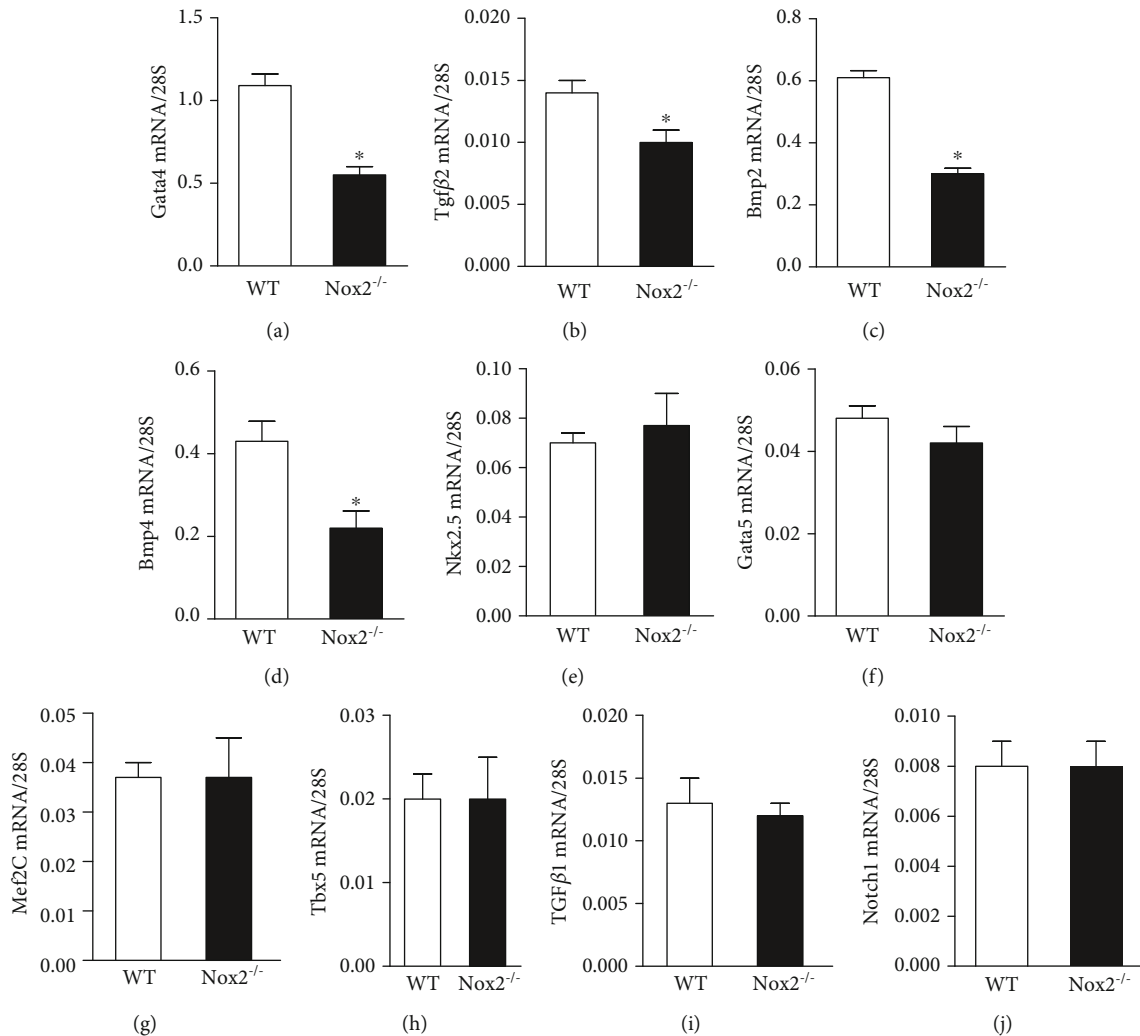 Gata4 mRNA/28S
1.5
1.0
0.5
0.0
*
WT
Nox2⁻/⁻
(a)
Tgfβ2 mRNA/28S
0.020
0.015
0.010
0.005
0.000
*
WT
Nox2⁻/⁻
(b)
Bmp2 mRNA/28S
0.8
0.6
0.4
0.2
0.0
*
WT
Nox2⁻/⁻
(c)
Bmp4 mRNA/28S
0.6
0.4
0.2
0.0
*
WT
Nox2⁻/⁻
(d)
Nkx2.5 mRNA/28S
0.10
0.08
0.06
0.04
0.02
0.00
WT
Nox2⁻/⁻
(e)
Gata5 mRNA/28S
0.06
0.04
0.02
0.00
WT
Nox2⁻/⁻
(f)
Mef2C mRNA/28S
0.05
0.04
0.03
0.02
0.01
0.00
WT
Nox2⁻/⁻
(g)
Tbx5 mRNA/28S
0.03
0.02
0.01
0.00
WT
Nox2⁻/⁻
(h)
TGFβ1 mRNA/28S
0.020
0.015
0.010
0.005
0.000
WT
Nox2⁻/⁻
(i)
Notch1 mRNA/28S
0.010
0.008
0.006
0.004
0.002
0.000
WT
Nox2⁻/⁻
(j)